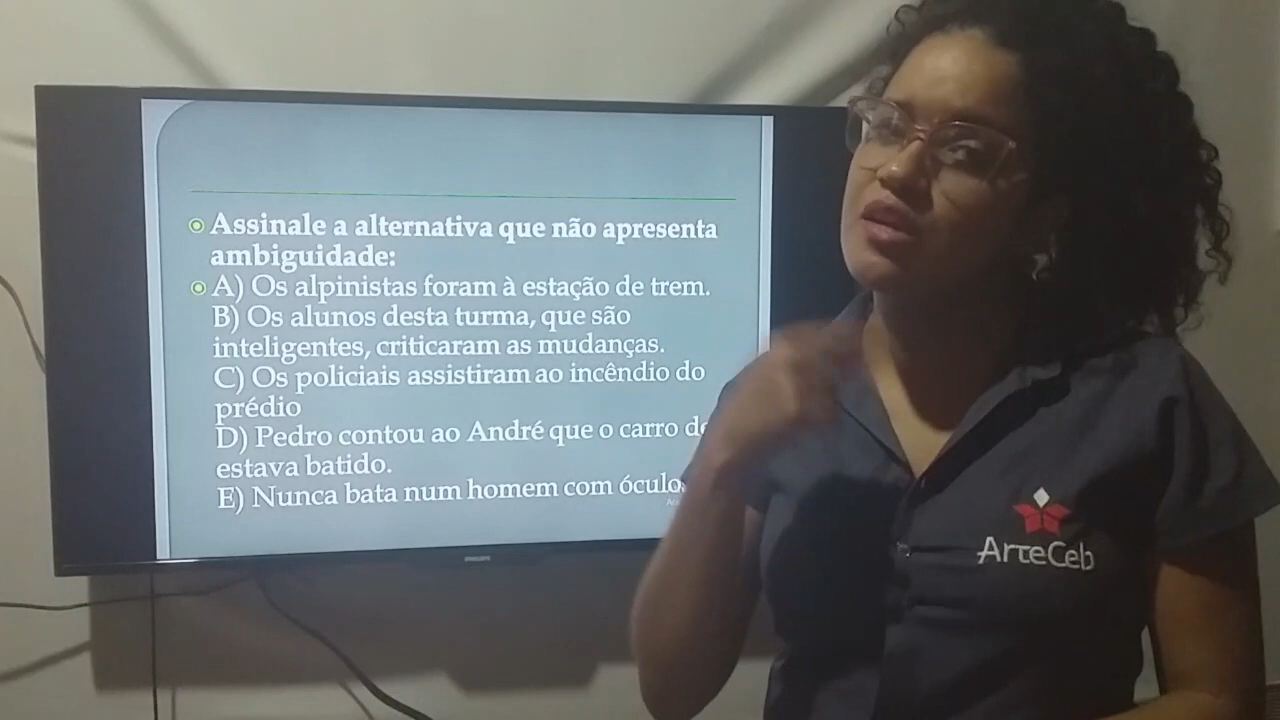 Assinale a alternativa que não apresenta
ambiguidade:
A) Os alpinistas foram à estação de trem.
B) Os alunos desta turma, que são
inteligentes, criticaram as mudanças.
C) Os policiais assistiram ao incêndio do
prédio
D) Pedro contou ao André que o carro
estava batido.
E) Nunca bata num homem com óculos
PHILIPS
ArteCeb